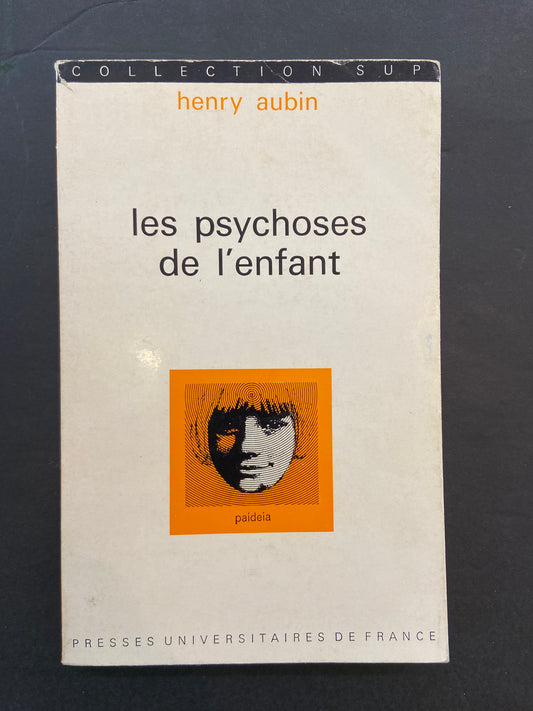 COLLECTION SUP
henry aubin
les psychoses
de l'enfant
paideia
PRESSES UNIVERSITAIRES DE FRANCE